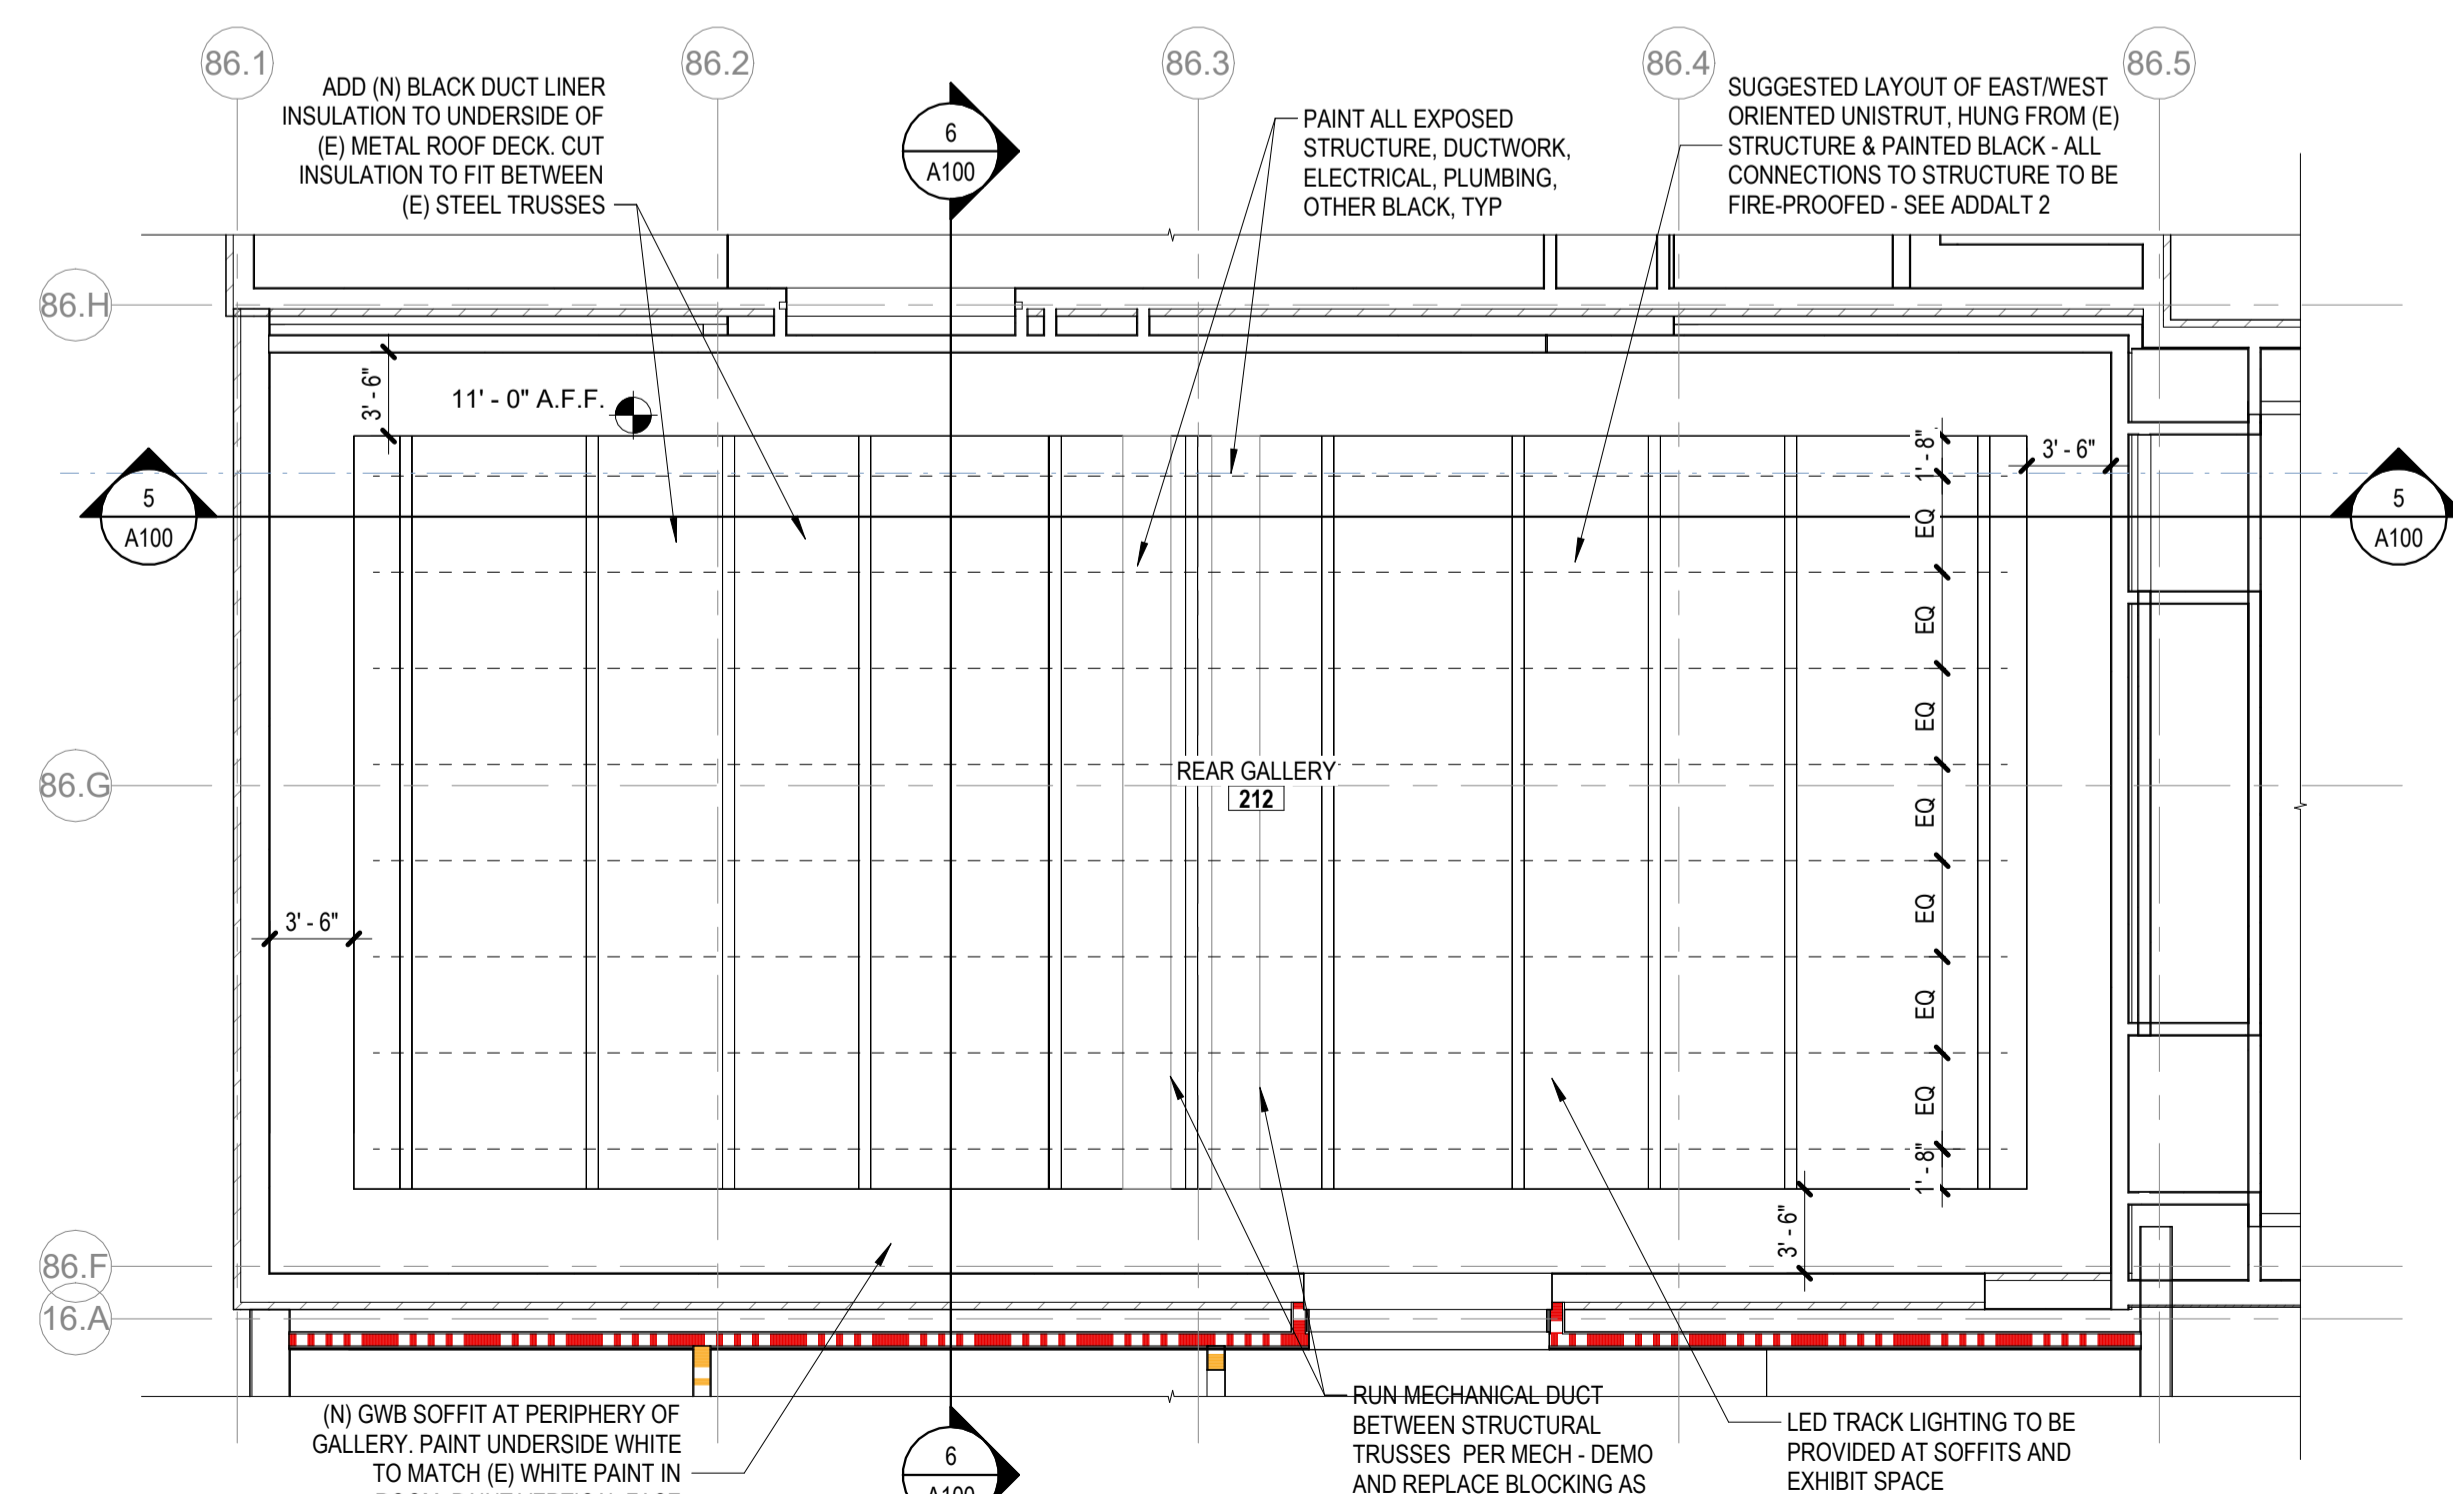 86.1
86.2
86.3
86.4
86.5
ADD (N) BLACK DUCT LINER
INSULATION TO UNDERSIDE OF
(E) METAL ROOF DECK. CUT
INSULATION TO FIT BETWEEN
(E) STEEL TRUSSES
6
A100
PAINT ALL EXPOSED
STRUCTURE, DUCTWORK,
ELECTRICAL, PLUMBING,
OTHER BLACK, TYP
SUGGESTED LAYOUT OF EAST/WEST
ORIENTED UNISTRUT, HUNG FROM (E)
STRUCTURE & PAINTED BLACK - ALL
CONNECTIONS TO STRUCTURE TO BE
FIRE-PROOFED - SEE ADDALT 2
86.H
3' - 6"
11' - 0" A.F.F.
1' - 8"
3' - 6"
5
A100
5
A100
EQ
EQ
EQ
REAR GALLERY
212
86.G
EQ
EQ
3' - 6"
EQ
EQ
1' - 8"
3' - 6"
86.F
16.A
(N) GWB SOFFIT AT PERIPHERY OF
GALLERY. PAINT UNDERSIDE WHITE
TO MATCH (E) WHITE PAINT IN
6
A100
RUN MECHANICAL DUCT
BETWEEN STRUCTURAL
TRUSSES PER MECH - DEMO
AND REPLACE BLOCKING AS
LED TRACK LIGHTING TO BE
PROVIDED AT SOFFITS AND
EXHIBIT SPACE